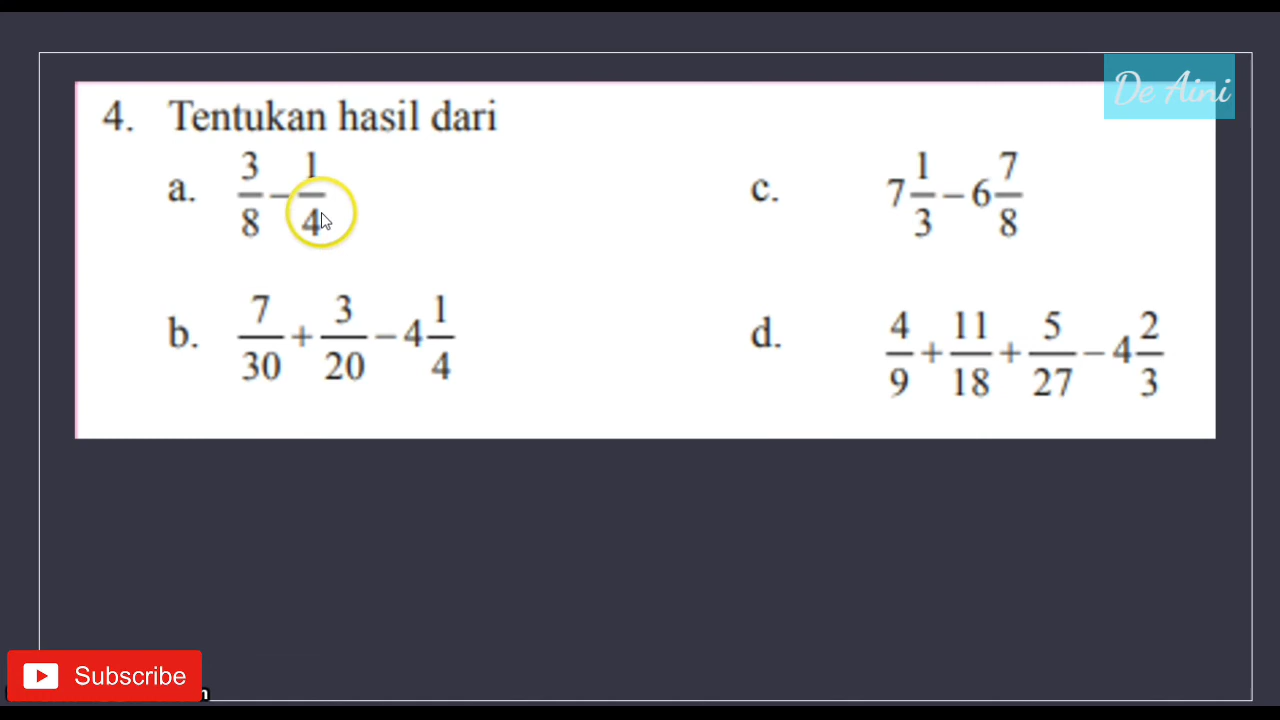 De Aini
4. Tentukan hasil dari
a. 3/8 − 1/4
c. 7 1/3 − 6 7/8
b. 7/30 + 3/20 − 4 1/4
d. 4/9 + 11/18 + 5/27 − 4 2/3
Subscribe